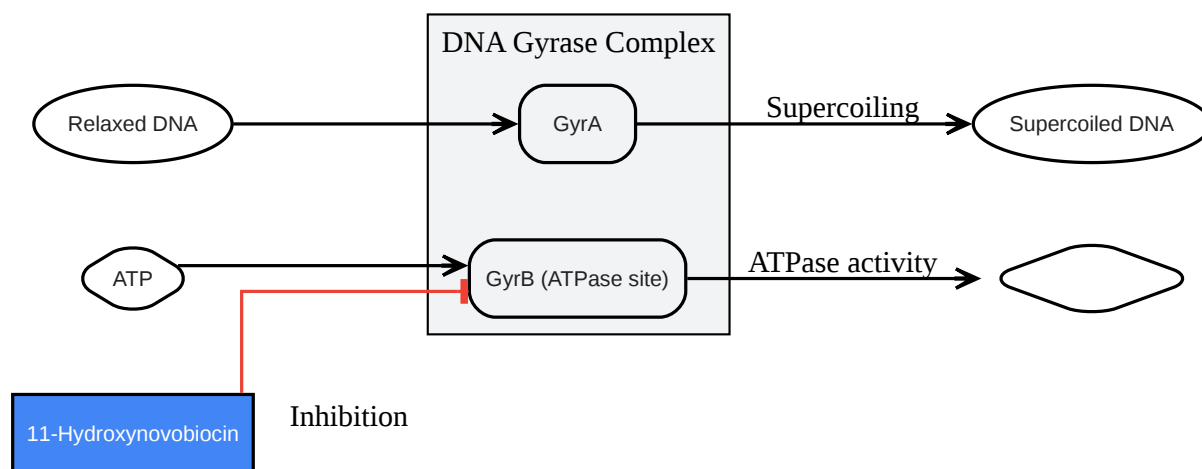 DNA Gyrase Complex
Relaxed DNA
GyrA
Supercoiling
Supercoiled DNA
ATP
GyrB (ATPase site)
ATPase activity
11-Hydroxynovobiocin
Inhibition